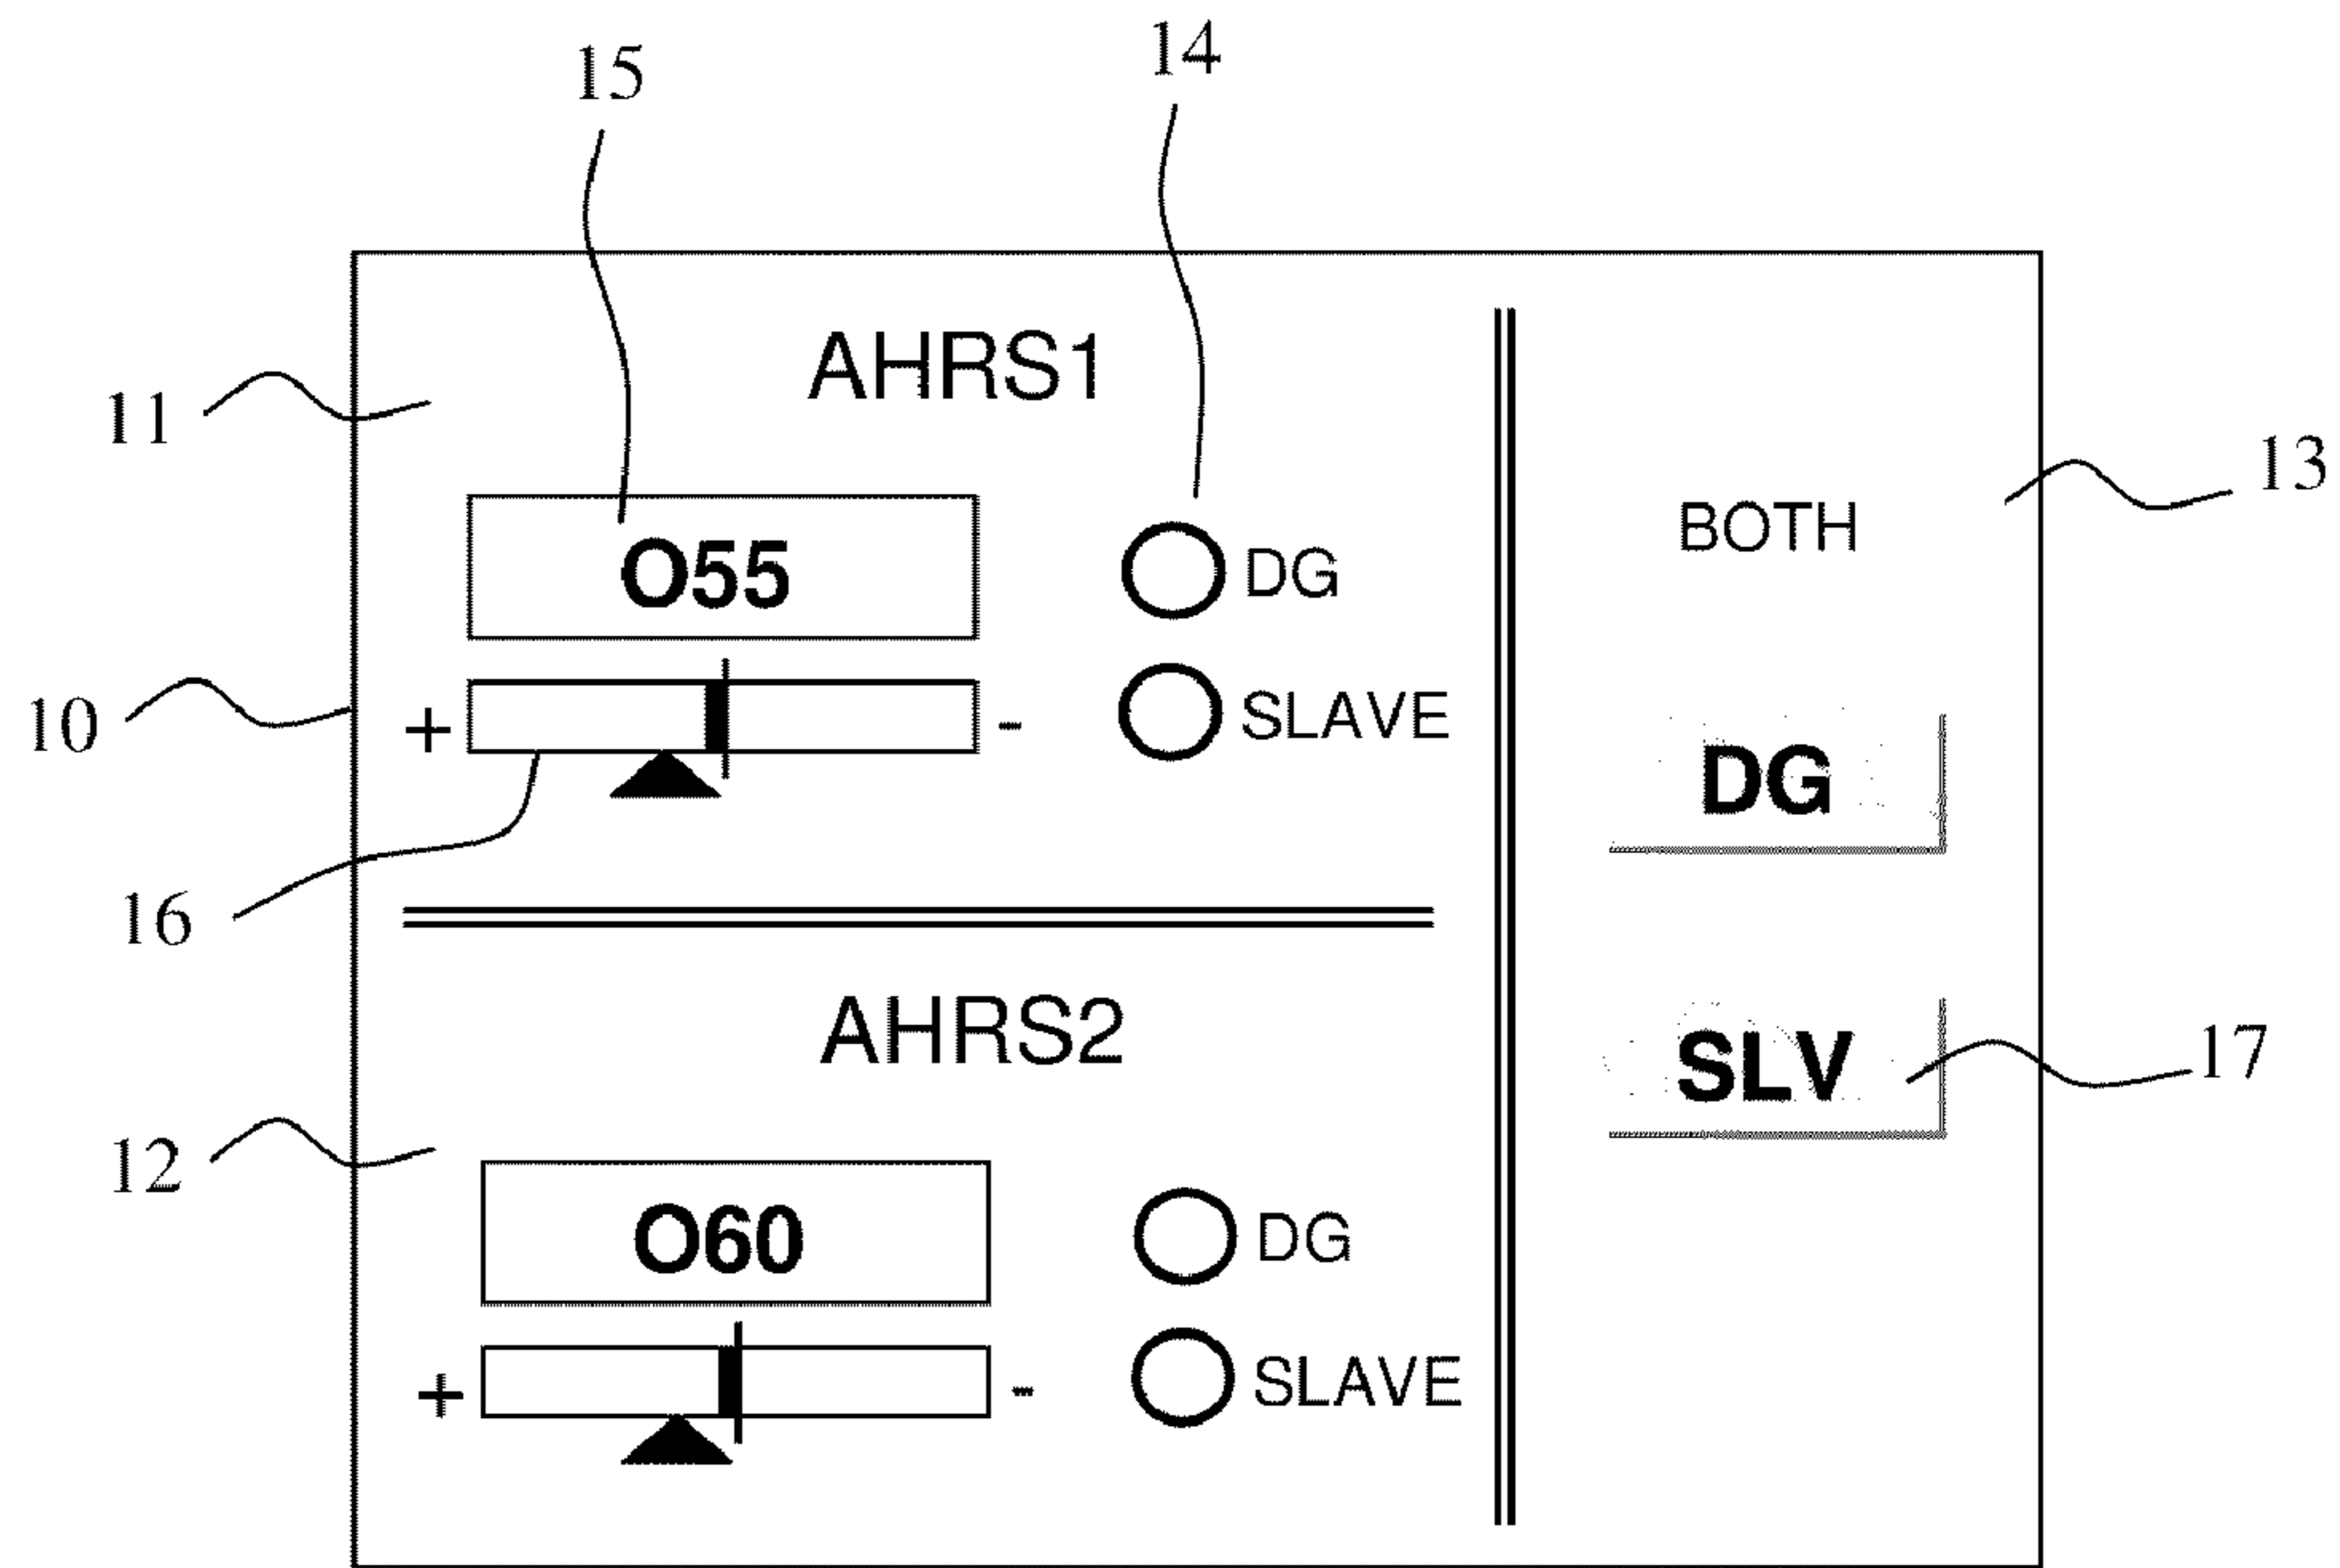 15
14
AHRS1
11
13
BOTH
O55
DG
10
+
-
SLAVE
DG
16
AHRS2
SLV
17
12
O60
DG
+
-
SLAVE